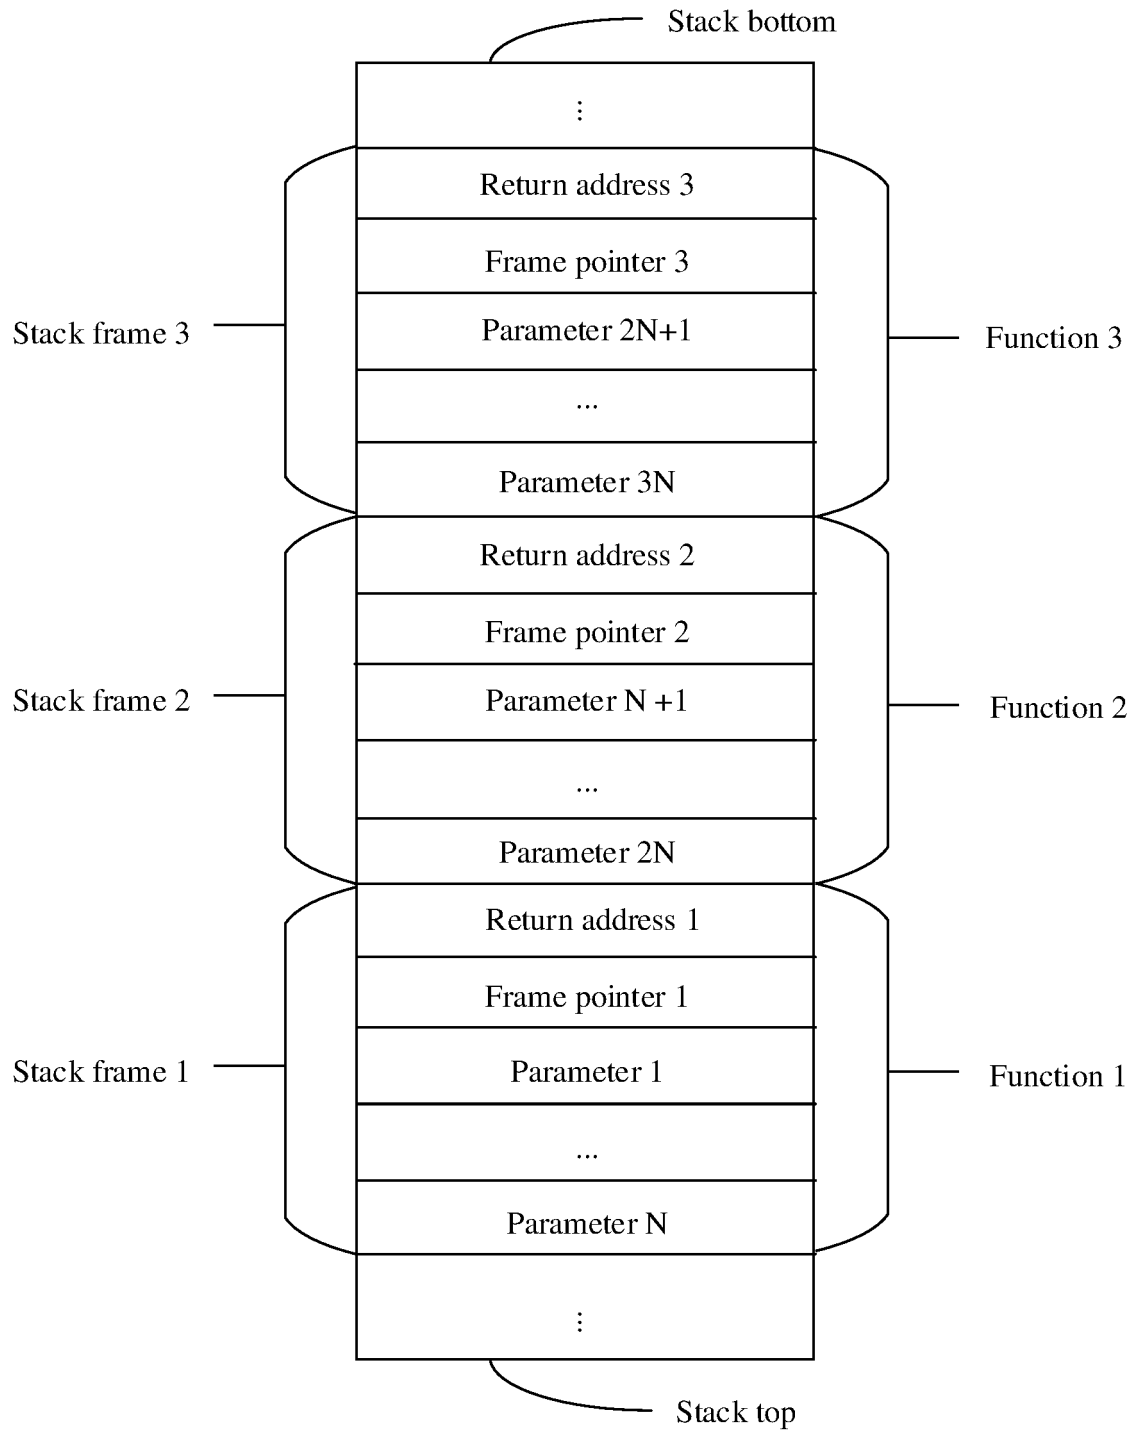 Stack bottom
⋮
Return address 3
Frame pointer 3
Stack frame 3
Parameter 2N+1
Function 3
...
Parameter 3N
Return address 2
Frame pointer 2
Stack frame 2
Parameter N +1
Function 2
...
Parameter 2N
Return address 1
Frame pointer 1
Stack frame 1
Parameter 1
Function 1
...
Parameter N
⋮
Stack top